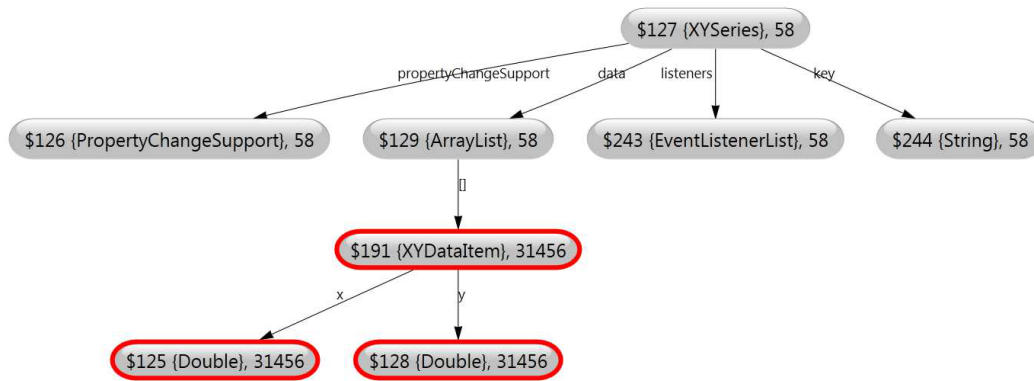 $127 {XYSeries}, 58
propertyChangeSupport
data
listeners
key
$126 {PropertyChangeSupport}, 58
$129 {ArrayList}, 58
$243 {EventListenerList}, 58
$244 {String}, 58
[]
$191 {XYDataItem}, 31456
x
y
$125 {Double}, 31456
$128 {Double}, 31456